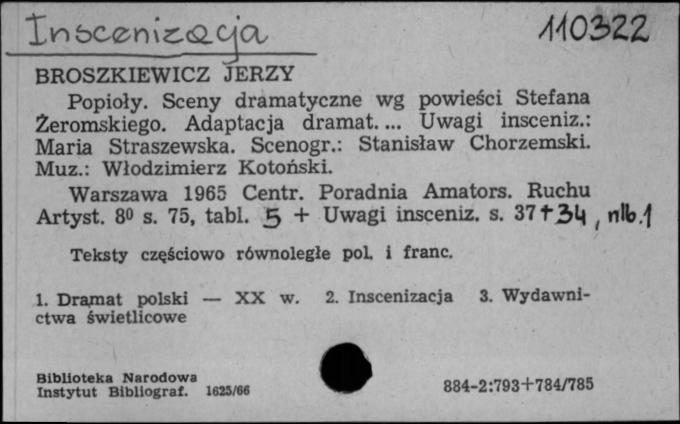 Inscenizacja
110322
BROSZKIEWICZ JERZY
Popioły. Sceny dramatyczne wg powieści Stefana
Żeromskiego. Adaptacja dramat. ... Uwagi insceniz.:
Maria Straszewska. Scenogr.: Stanisław Chorzemski.
Muz.: Włodzimierz Kotoński.
Warszawa 1965 Centr. Poradnia Amators. Ruchu
Artyst. 8⁰ s. 75, tabl. 5 + Uwagi insceniz. s. 37+34, nlb.1
Teksty częściowo równoległe pol. i franc.
1. Dramat polski — XX w. 2. Inscenizacja 3. Wydawni-
ctwa świetlicowe
Biblioteka Narodowa
Instytut Bibliograf. 1625/66
884-2:793+784/785